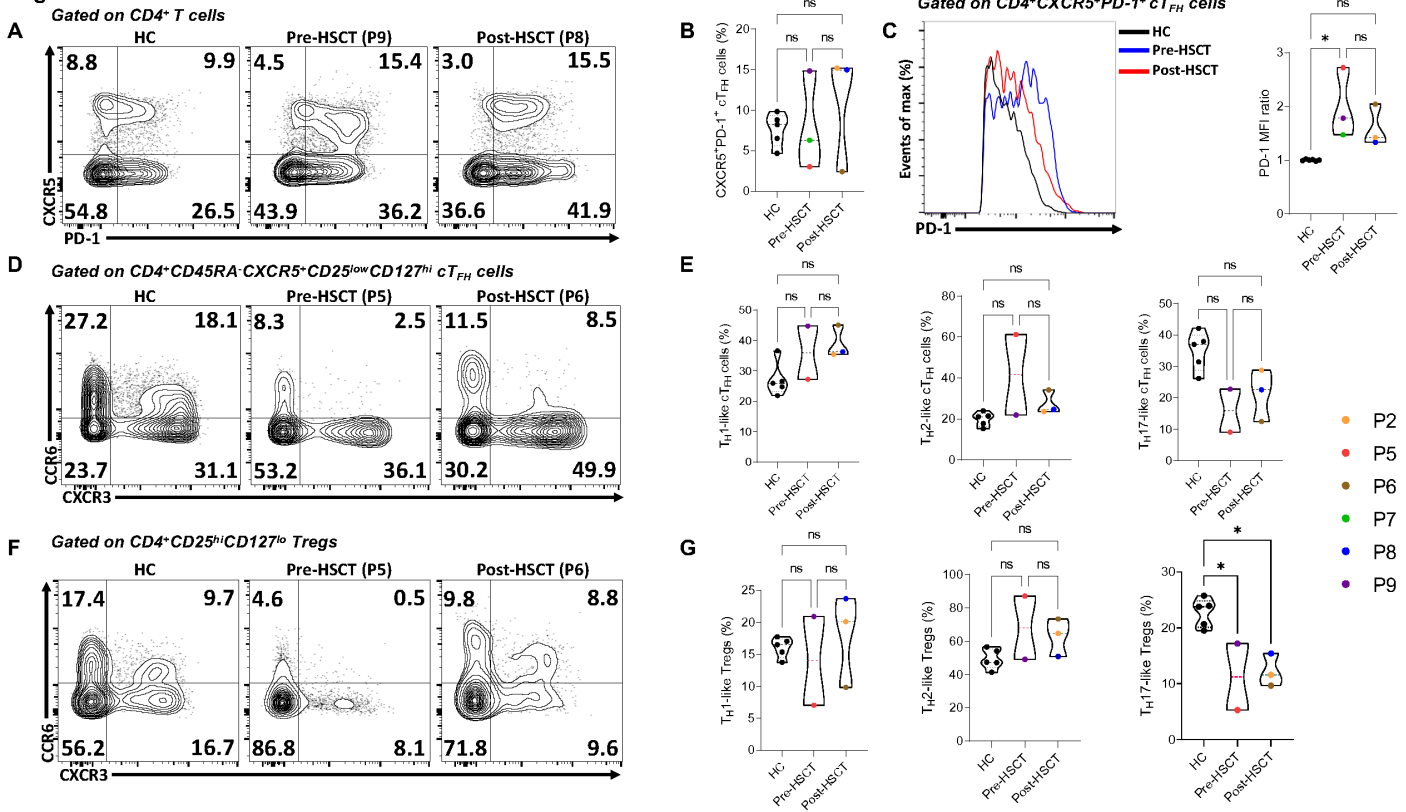 Gated on CD4⁺ T cells
A
HC
Pre-HSCT (P9)
Post-HSCT (P8)
8.8
9.9
4.5
15.4
3.0
15.5
54.8
26.5
43.9
36.2
36.6
41.9
CXCR5
PD-1
B
CXCR5⁺PD-1⁺ cT_FH cells (%)
20
15
10
5
0
ns
ns
ns
HC
Pre-HSCT
Post-HSCT
Gated on CD4⁺CXCR5⁺PD-1⁺ cT_FH cells
C
HC
Pre-HSCT
Post-HSCT
Events of max (%)
PD-1
PD-1 MFI ratio
3
2
1
0
ns
*
ns
HC
Pre-HSCT
Post-HSCT
D
Gated on CD4⁺CD45RA⁻CXCR5⁺CD25ˡᵒʷCD127ʰⁱ cT_FH cells
HC
Pre-HSCT (P5)
Post-HSCT (P6)
27.2
18.1
8.3
2.5
11.5
8.5
23.7
31.1
53.2
36.1
30.2
49.9
CCR6
CXCR3
E
T_H1-like cT_FH cells (%)
50
40
30
20
10
0
ns
ns
ns
HC
Pre-HSCT
Post-HSCT
T_H2-like cT_FH cells (%)
80
60
40
20
0
ns
ns
ns
HC
Pre-HSCT
Post-HSCT
T_H17-like cT_FH cells (%)
50
40
30
20
10
0
ns
ns
ns
HC
Pre-HSCT
Post-HSCT
P2
P5
P6
P7
P8
P9
F
Gated on CD4⁺CD25ʰⁱCD127ˡᵒ Tregs
HC
Pre-HSCT (P5)
Post-HSCT (P6)
17.4
9.7
4.6
0.5
9.8
8.8
56.2
16.7
86.8
8.1
71.8
9.6
CCR6
CXCR3
G
T_H1-like Tregs (%)
25
20
15
10
5
0
ns
ns
ns
HC
Pre-HSCT
Post-HSCT
T_H2-like Tregs (%)
100
80
60
40
20
0
ns
ns
ns
HC
Pre-HSCT
Post-HSCT
T_H17-like Tregs (%)
30
20
10
0
*
*
HC
Pre-HSCT
Post-HSCT